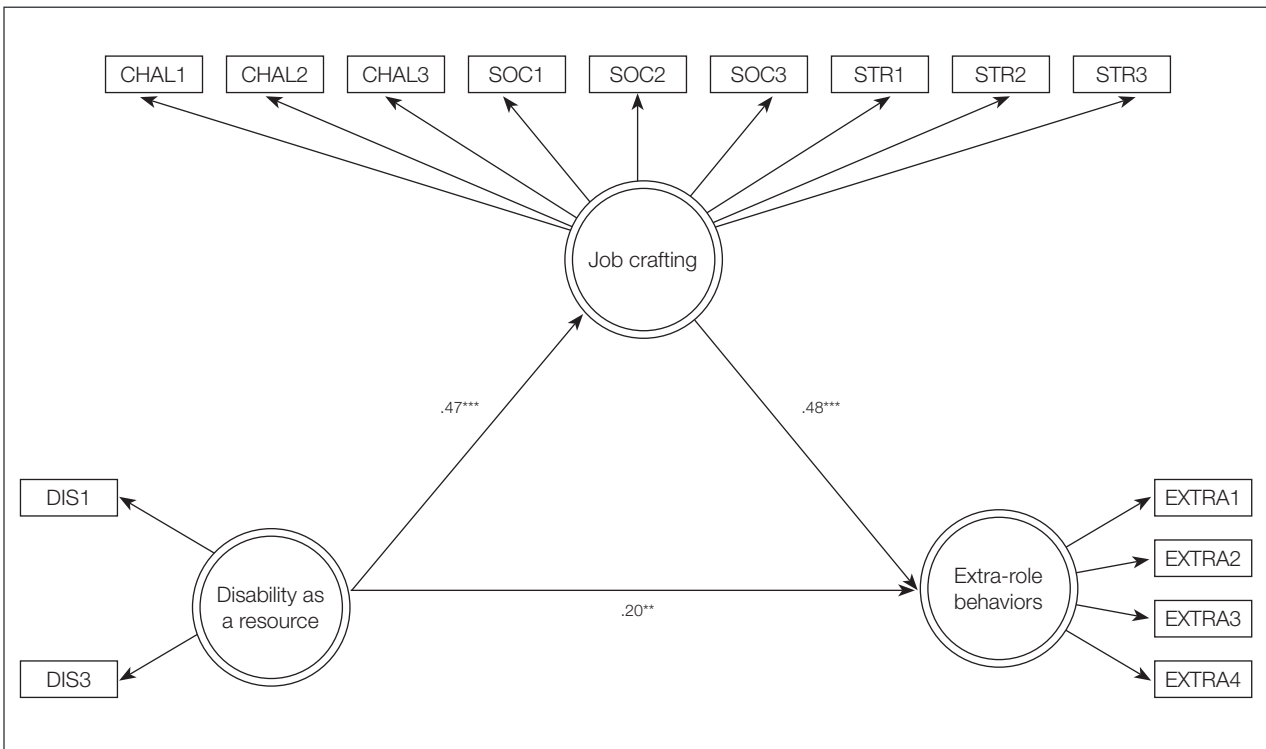 CHAL1
CHAL2
CHAL3
SOC1
SOC2
SOC3
STR1
STR2
STR3
Job crafting
.47***
.48***
DIS1
DIS3
Disability as
a resource
.20**
Extra-role
behaviors
EXTRA1
EXTRA2
EXTRA3
EXTRA4